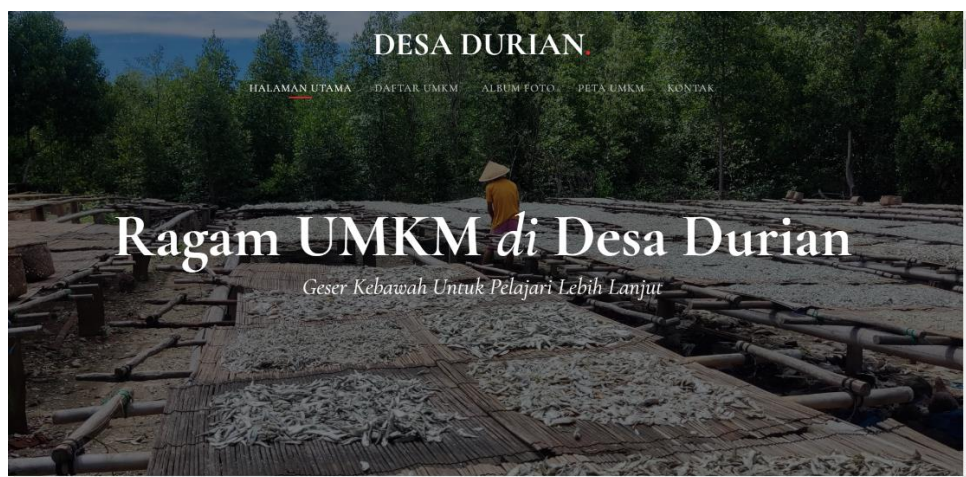 DESA DURIAN.
HALAMAN UTAMA DAFTAR UMKM ALBUM FOTO PETA UMKM KONTAK
Ragam UMKM di Desa Durian
Geser Kebawah Untuk Pelajari Lebih Lanjut